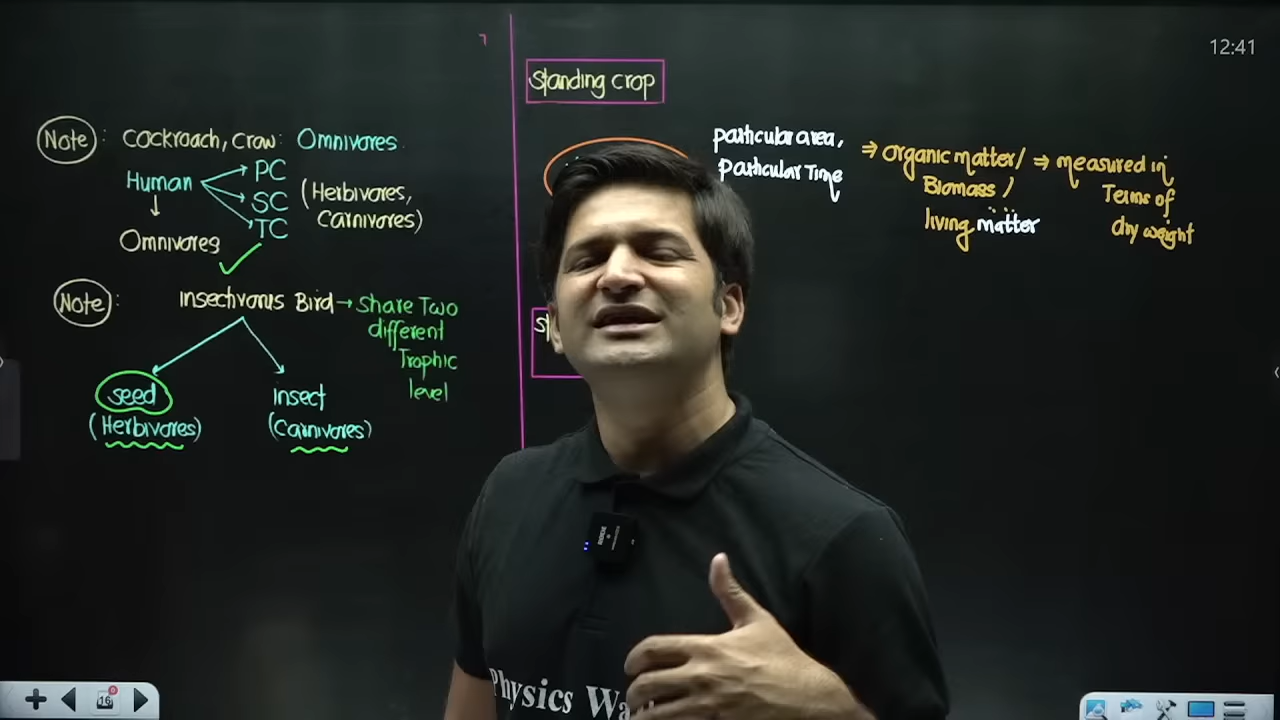 12:41
Standing crop
Note : Cockroach, Crow: Omnivores
Human
PC
SC
TC
(Herbivores,
Carnivores)
Omnivores
Note :
Insectivorus Bird → Share Two
different
Trophic
level
seed
(Herbivores)
insect
(Carnivores)
particular area,
Particular Time
⇒ organic matter/
Biomass /
living matter
⇒ measured in
Terms of
dry weight
16
Physics Wa